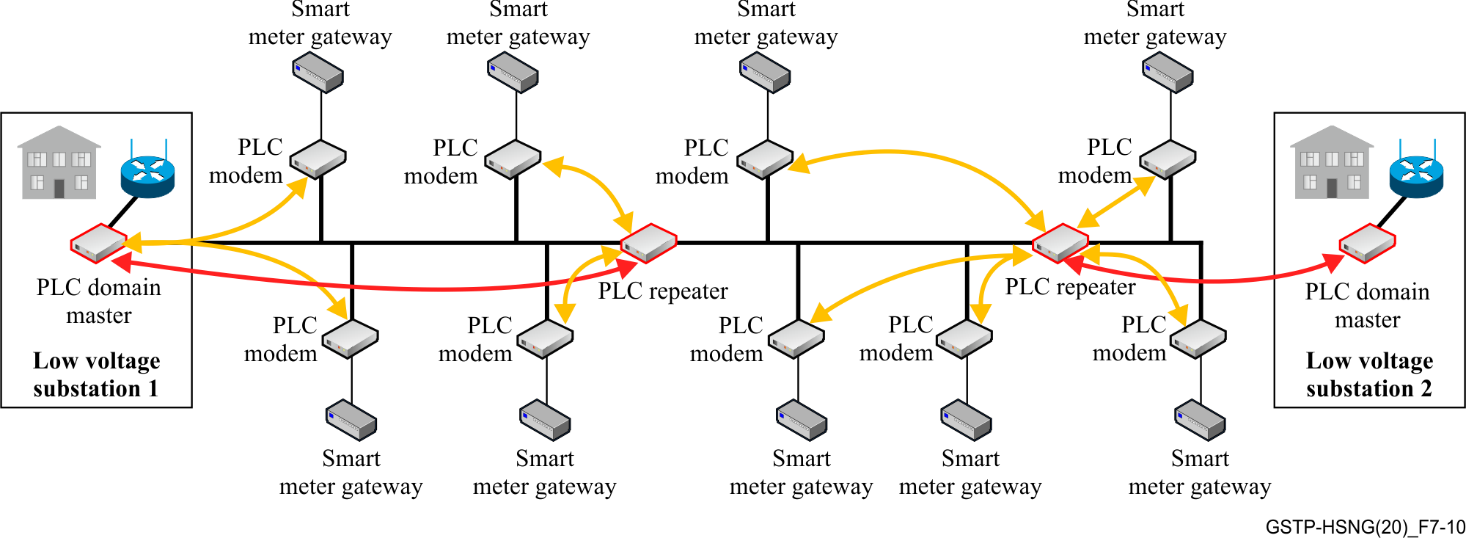 Smart
meter gateway
Smart
meter gateway
Smart
meter gateway
Smart
meter gateway
PLC
modem
PLC
modem
PLC
modem
PLC
modem
PLC domain
master
Low voltage
substation 1
PLC repeater
PLC repeater
PLC domain
master
Low voltage
substation 2
PLC
modem
PLC
modem
PLC
modem
PLC
modem
PLC
modem
Smart
meter gateway
Smart
meter gateway
Smart
meter gateway
Smart
meter gateway
Smart
meter gateway
GSTP-HSNG(20)_F7-10